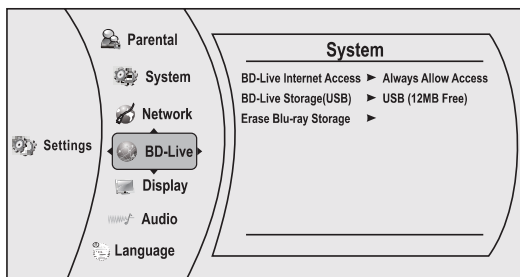 Settings
Parental
System
Network
BD-Live
Display
Audio
Language
System
BD-Live Internet Access ► Always Allow Access
BD-Live Storage(USB) ► USB (12MB Free)
Erase Blu-ray Storage ►